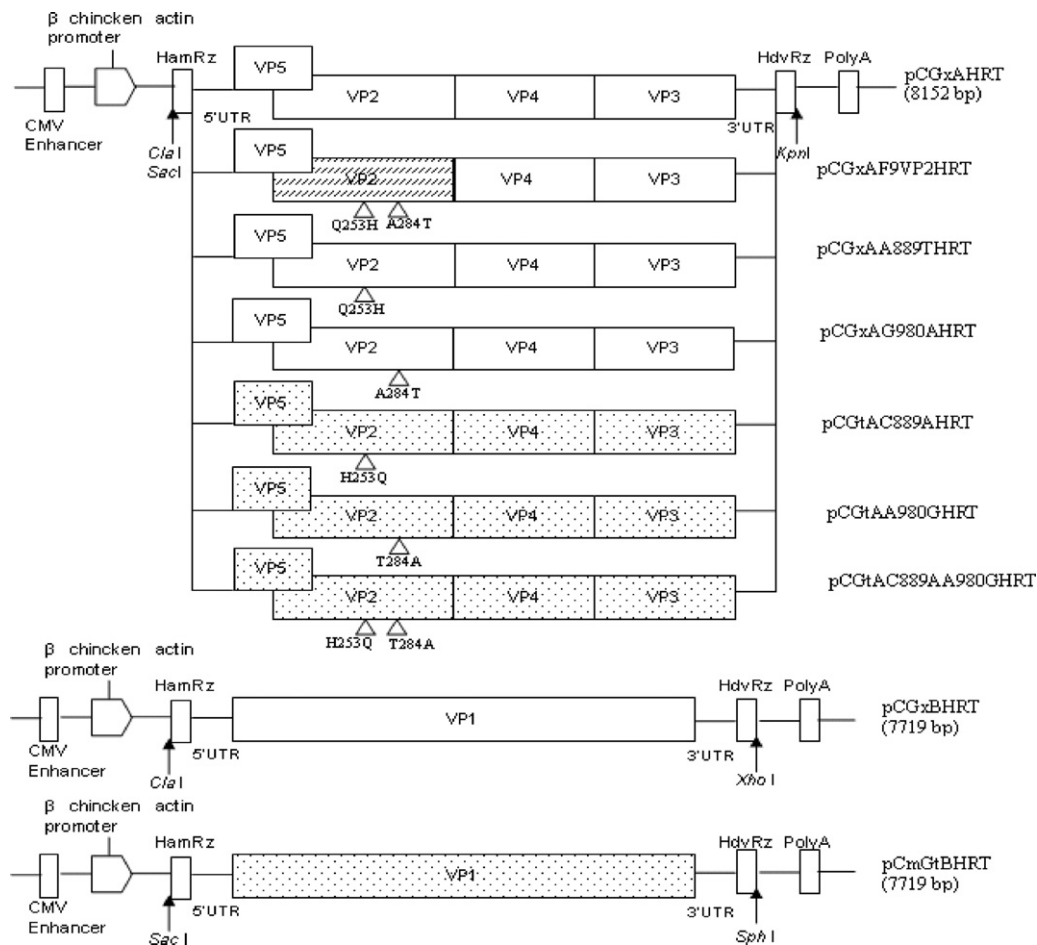 β chincken actin
promoter
HamRz
VP5
HdvRz PolyA
pCGxAHRT
(8152 bp)
VP2 VP4 VP3
CMV
Enhancer
5'UTR
3'UTR
ClaI
SacI
KpnI
VP5
VP2 VP4 VP3
pCGxAF9VP2HRT
Q253H A284T
VP5
VP2 VP4 VP3
pCGxAA889THRT
Q253H
VP5
VP2 VP4 VP3
pCGxAG980AHRT
A284T
VP5
VP2 VP4 VP3
pCGtAC889AHRT
H253Q
VP5
VP2 VP4 VP3
pCGtAA980GHRT
T284A
VP5
VP2 VP4 VP3
pCGtAC889AA980GHRT
H253Q T284A
β chincken actin
promoter
HamRz
HdvRz PolyA
pCGxBHRT
(7719 bp)
VP1
CMV
Enhancer
5'UTR
3'UTR
ClaI
Xho I
β chincken actin
promoter
HamRz
HdvRz PolyA
pCmGtBHRT
(7719 bp)
VP1
CMV
Enhancer
5'UTR
3'UTR
Sac I
Sph I